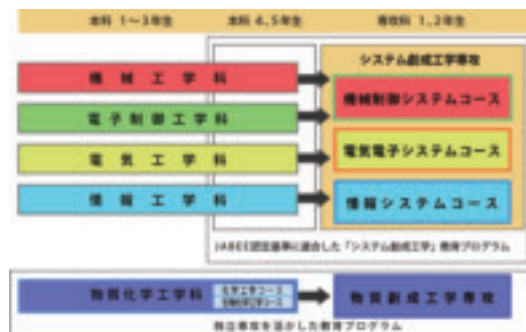 本科 1~3年生
本科 4,5年生
専攻科 1,2年生
システム創成工学専攻
機械工学科
機械制御システムコース
電子制御工学科
電気工学科
電気電子システムコース
情報工学科
情報システムコース
JABEE認定基準に適合した「システム創成工学」教育プログラム
物質化学工学科
化学工学コース
物質創成工学専攻
独立専攻を活かした教育プログラム